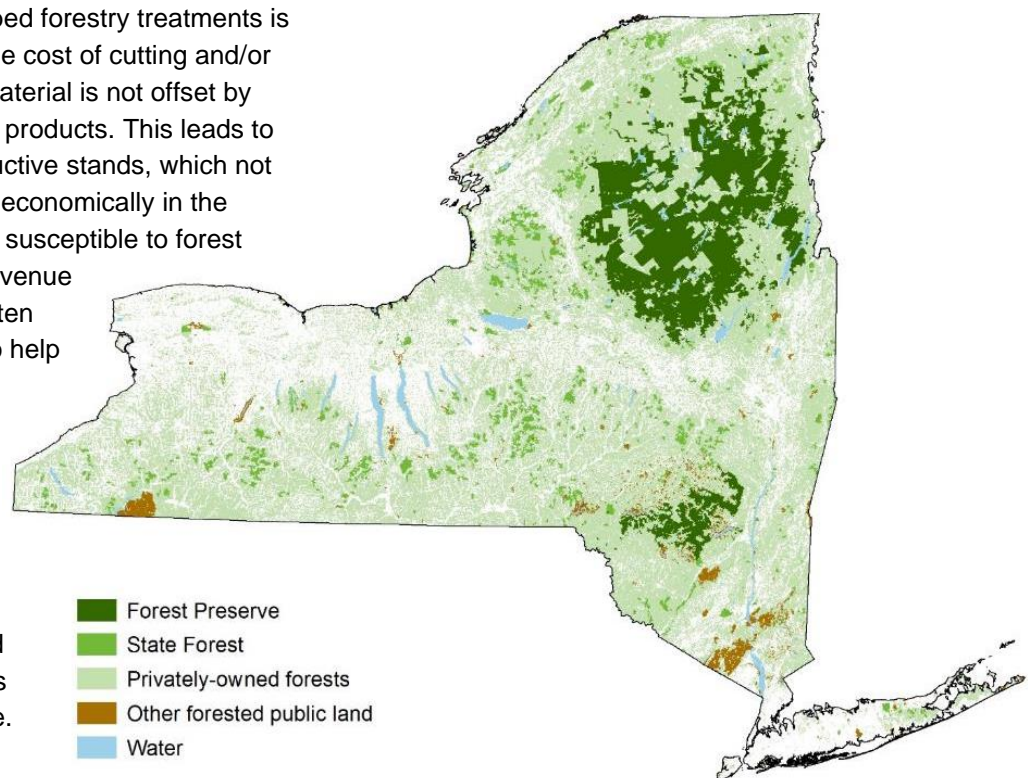 ed forestry treatments is
e cost of cutting and/or
aterial is not offset by
products. This leads to
uctive stands, which not
economically in the
susceptible to forest
venue
ten
o help
s
e.
Forest Preserve
State Forest
Privately-owned forests
Other forested public land
Water